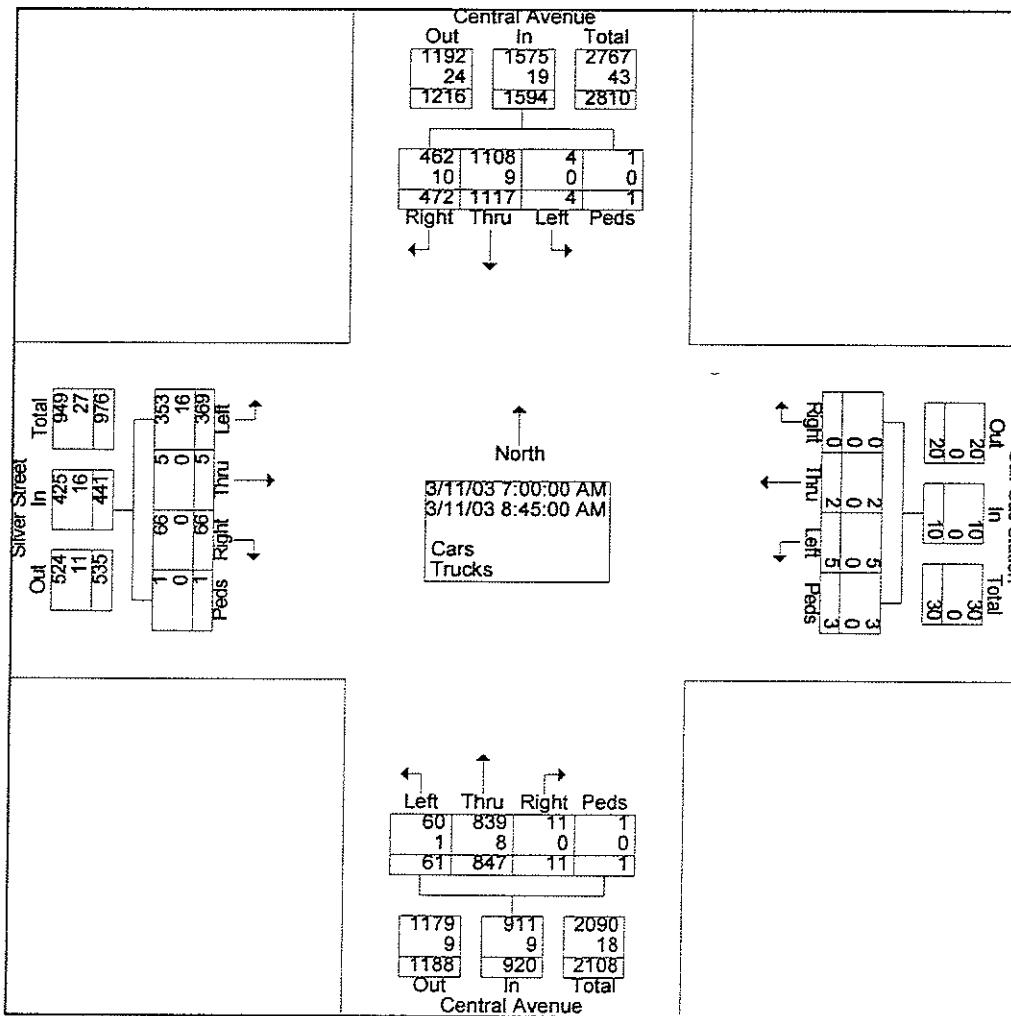 Central Avenue
Out In Total
1192 1575 2767
24 19 43
1216 1594 2810
462 1108 4 1
10 9 0 0
472 1117 4 1
Right Thru Left Peds
Silver Street
Total
949
27
976
In
425
16
441
Out
524
11
535
353
16
369
Left
5
0
5
Thru
66
0
66
Right
1
0
1
Peds
North
3/11/03 7:00:00 AM
3/11/03 8:45:00 AM
Cars
Trucks
Right
0
0
0
Thru
2
0
2
Left
5
0
5
Peds
3
0
3
Out
20
0
20
In
10
0
10
Total
30
0
30
Left Thru Right Peds
60 839 11 1
1 8 0 0
61 847 11 1
1179 911 2090
9 9 18
1188 920 2108
Out In Total
Central Avenue